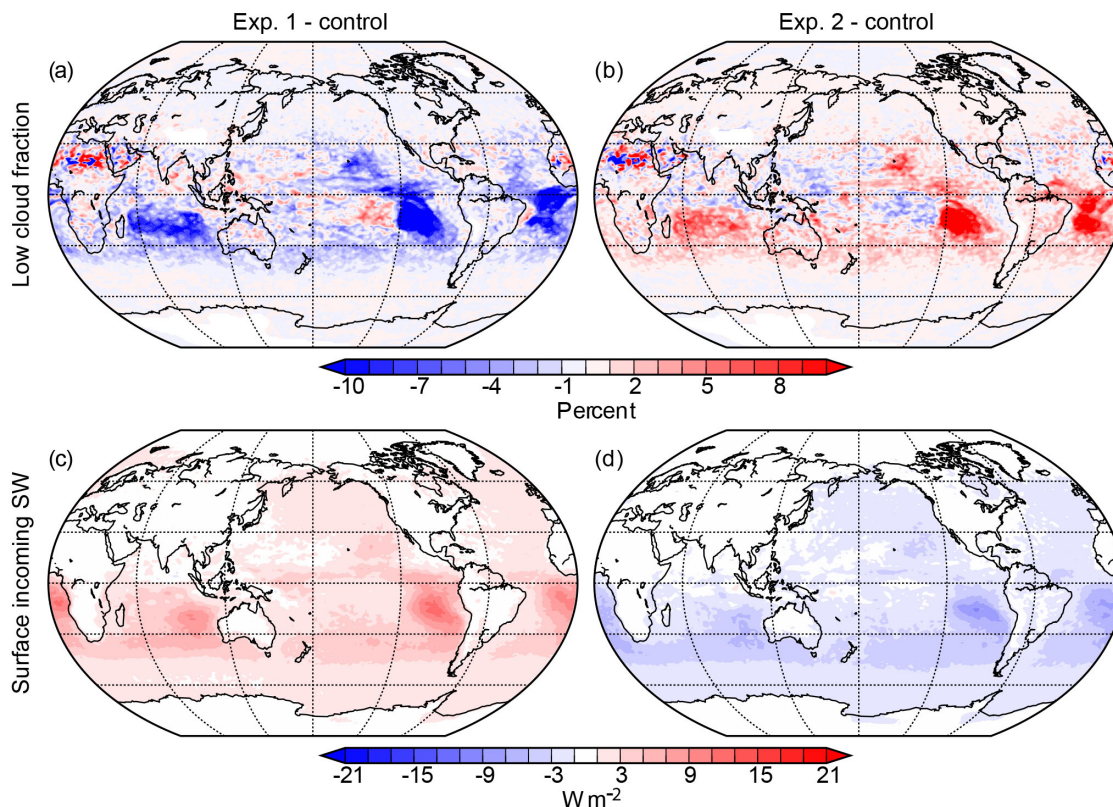 Exp. 1 - control
Exp. 2 - control
Low cloud fraction
(a)
(b)
-10 -7 -4 -1 2 5 8
Percent
Surface incoming SW
(c)
(d)
-21 -15 -9 -3 3 9 15 21
W m⁻²